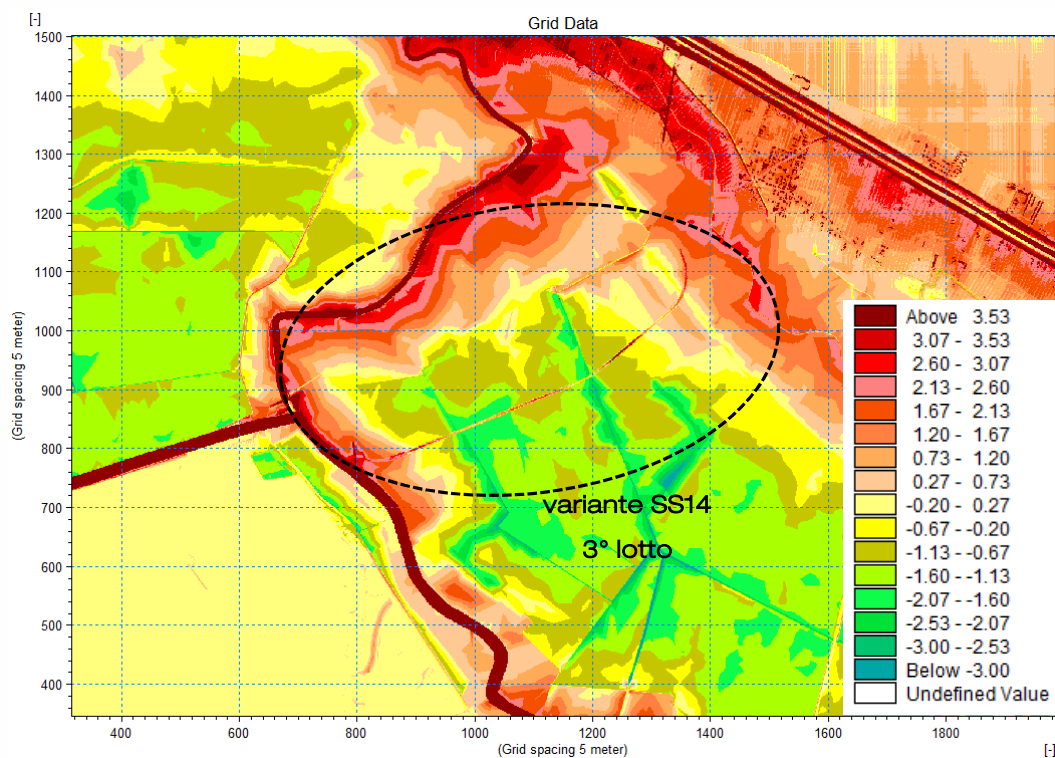 Grid Data
[-]
1500
1400
1300
1200
1100
1000
900
800
700
600
500
400
(Grid spacing 5 meter)
variante SS14
3° lotto
Above 3.53
3.07 - 3.53
2.60 - 3.07
2.13 - 2.60
1.67 - 2.13
1.20 - 1.67
0.73 - 1.20
0.27 - 0.73
-0.20 - 0.27
-0.67 - -0.20
-1.13 - -0.67
-1.60 - -1.13
-2.07 - -1.60
-2.53 - -2.07
-3.00 - -2.53
Below -3.00
Undefined Value
400 600 800 1000 1200 1400 1600 1800
(Grid spacing 5 meter)
[-]